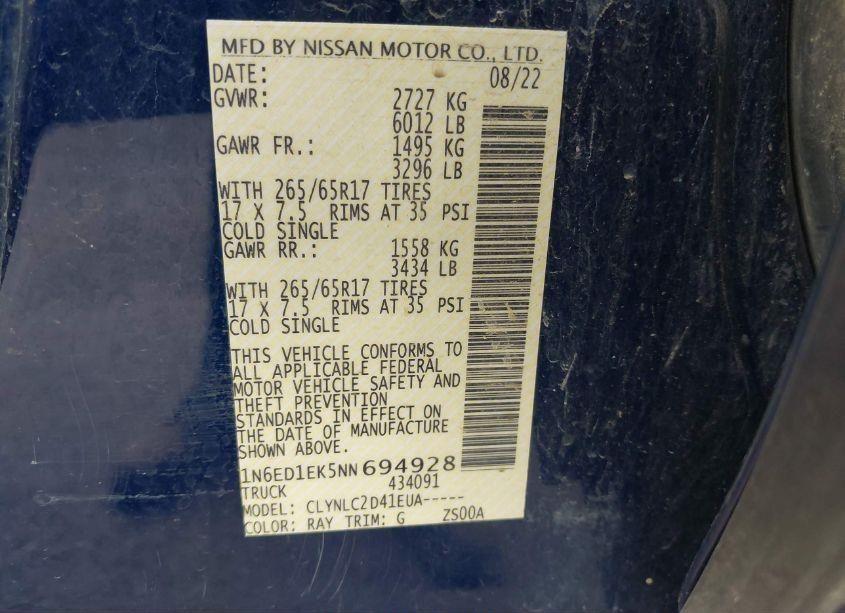 MFD BY NISSAN MOTOR CO., LTD.
DATE: 08/22
GVWR: 2727 KG
6012 LB
GAWR FR.: 1495 KG
3296 LB
WITH 265/65R17 TIRES
17 X 7.5 RIMS AT 35 PSI
COLD SINGLE
GAWR RR.: 1558 KG
3434 LB
WITH 265/65R17 TIRES
17 X 7.5 RIMS AT 35 PSI
COLD SINGLE
THIS VEHICLE CONFORMS TO
ALL APPLICABLE FEDERAL
MOTOR VEHICLE SAFETY AND
THEFT PREVENTION
STANDARDS IN EFFECT ON
THE DATE OF MANUFACTURE
SHOWN ABOVE.
1N6ED1EK5NN694928
TRUCK 434091
MODEL: CLYNLC2D41EUA-----
COLOR: RAY TRIM: G ZS00A